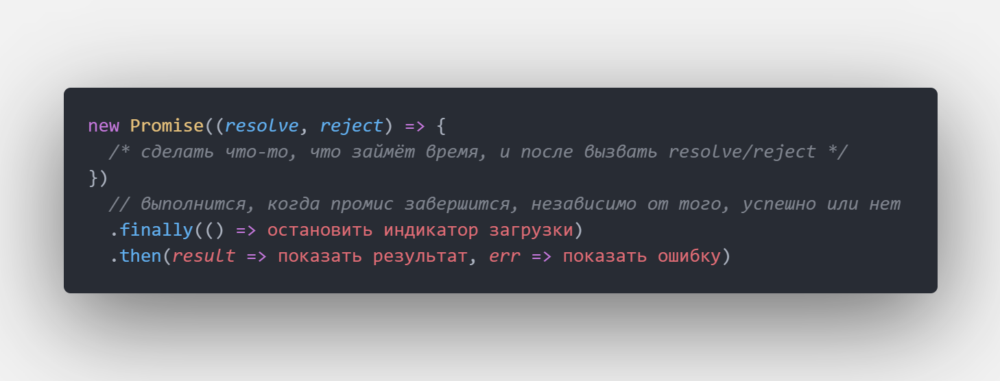 new Promise((resolve, reject) => {
  /* сделать что-то, что займёт время, и после вызвать resolve/reject */
})
  // выполнится, когда промис завершится, независимо от того, успешно или нет
  .finally(() => остановить индикатор загрузки)
  .then(result => показать результат, err => показать ошибку)